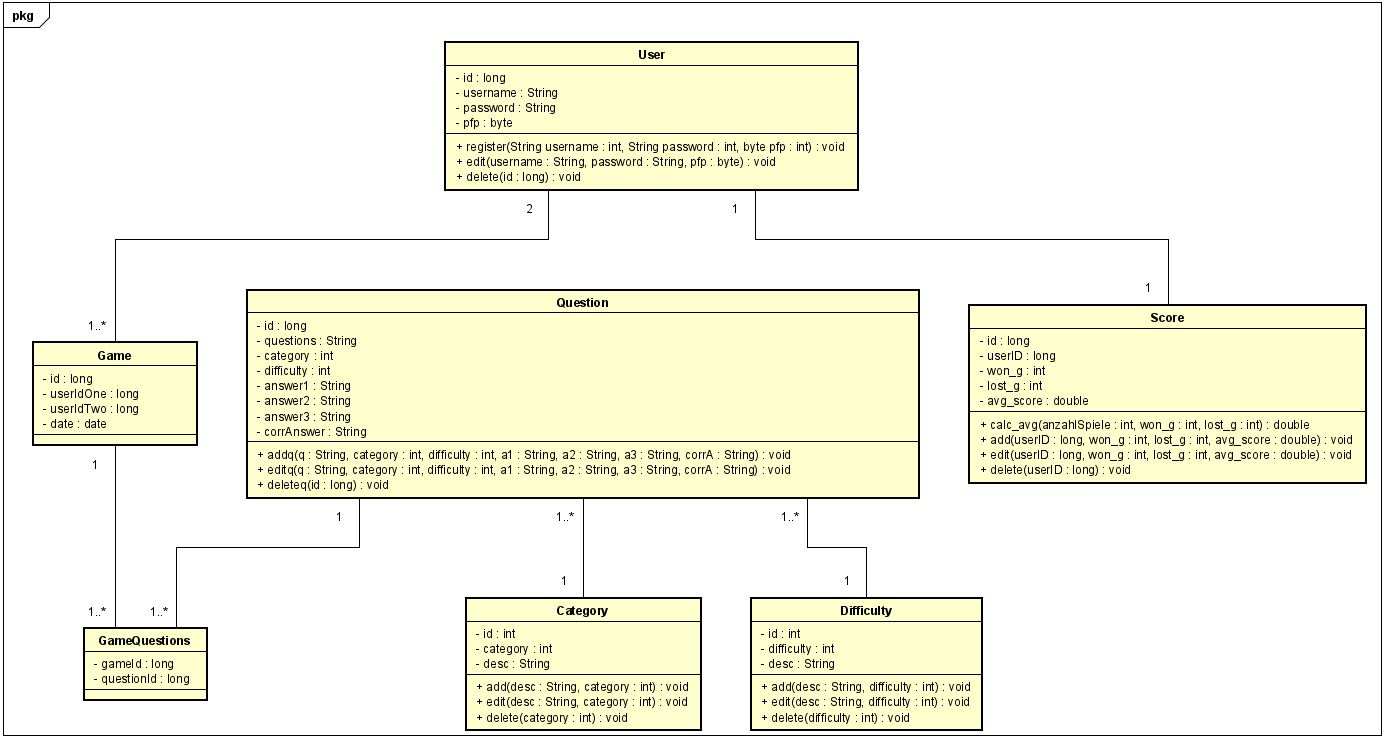 pkg
User
- id : long
- username : String
- password : String
- pfp : byte
+ register(String username : int, String password : int, byte pfp : int) : void
+ edit(username : String, password : String, pfp : byte) : void
+ delete(id : long) : void
2
1
1..*
1
Game
- id : long
- userIdOne : long
- userIdTwo : long
- date : date
Question
- id : long
- questions : String
- category : int
- difficulty : int
- answer1 : String
- answer2 : String
- answer3 : String
- corrAnswer : String
+ addq(q : String, category : int, difficulty : int, a1 : String, a2 : String, a3 : String, corrA : String) : void
+ editq(q : String, category : int, difficulty : int, a1 : String, a2 : String, a3 : String, corrA : String) : void
+ deleteq(id : long) : void
Score
- id : long
- userID : long
- won_g : int
- lost_g : int
- avg_score : double
+ calc_avg(anzahlSpiele : int, won_g : int, lost_g : int) : double
+ add(userID : long, won_g : int, lost_g : int, avg_score : double) : void
+ edit(userID : long, won_g : int, lost_g : int, avg_score : double) : void
+ delete(userID : long) : void
1
1
1..*
1..*
1..*
1..*
1
1
GameQuestions
- gameId : long
- questionId : long
Category
- id : int
- category : int
- desc : String
+ add(desc : String, category : int) : void
+ edit(desc : String, category : int) : void
+ delete(category : int) : void
Difficulty
- id : int
- difficulty : int
- desc : String
+ add(desc : String, difficulty : int) : void
+ edit(desc : String, difficulty : int) : void
+ delete(difficulty : int) : void